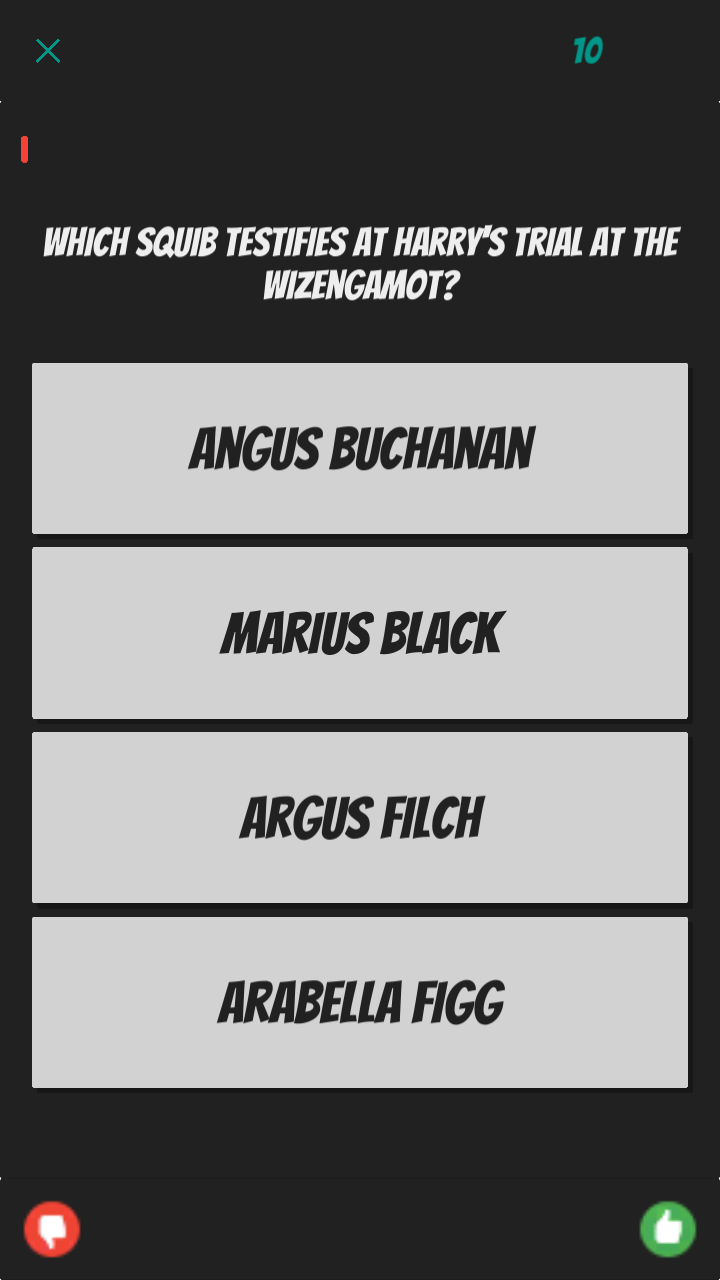 10
WHICH SQUIB TESTIFIES AT HARRY'S TRIAL AT THE
WIZENGAMOT?
ANGUS BUCHANAN
MARIUS BLACK
ARGUS FILCH
ARABELLA FIGG